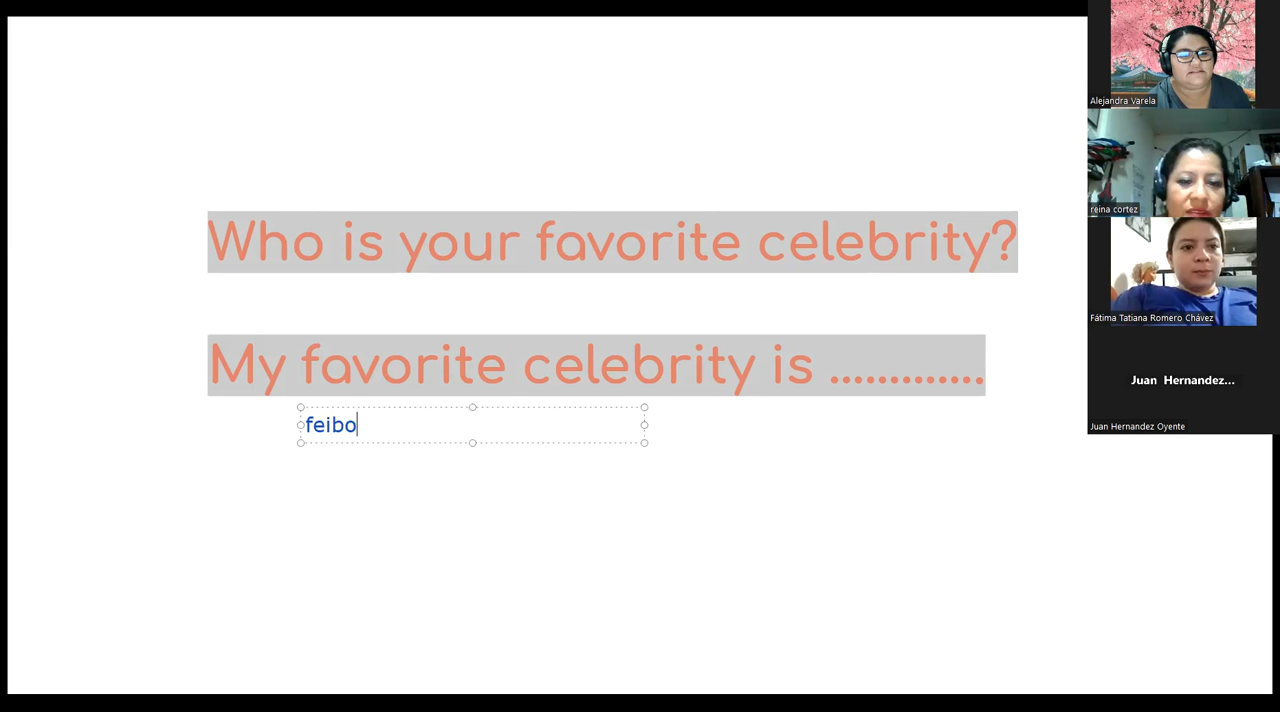 Who is your favorite celebrity?
My favorite celebrity is .............
feibo
Alejandra Varela
reina cortez
Fátima Tatiana Romero Chávez
Juan Hernandez...
Juan Hernandez Oyente